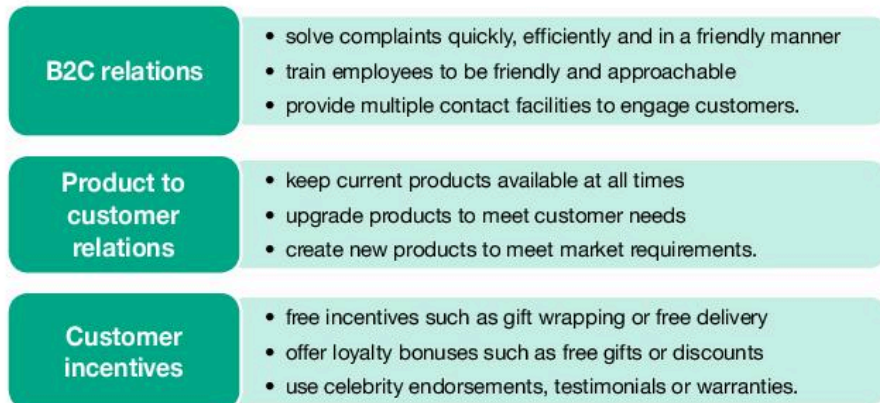 B2C relations
• solve complaints quickly, efficiently and in a friendly manner
• train employees to be friendly and approachable
• provide multiple contact facilities to engage customers.
Product to
customer
relations
• keep current products available at all times
• upgrade products to meet customer needs
• create new products to meet market requirements.
Customer
incentives
• free incentives such as gift wrapping or free delivery
• offer loyalty bonuses such as free gifts or discounts
• use celebrity endorsements, testimonials or warranties.